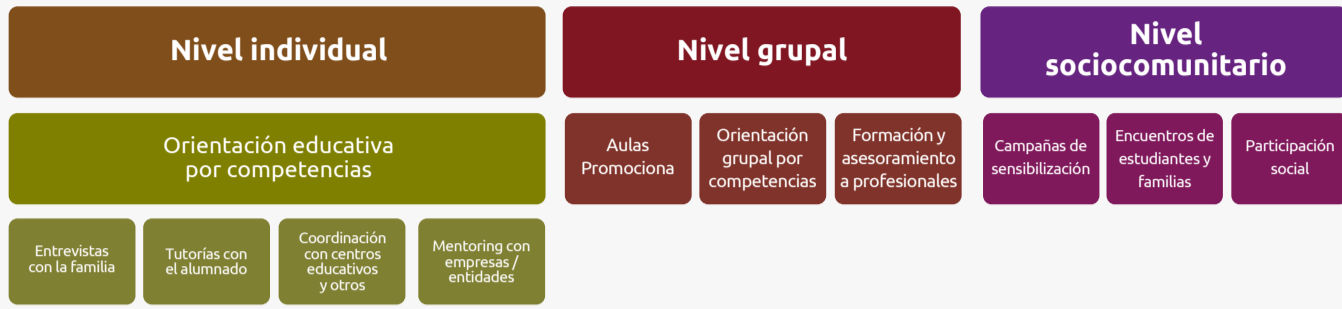 Nivel individual
Nivel grupal
Nivel
sociocomunitario
Orientación educativa
por competencias
Aulas
Promociona
Orientación
grupal por
competencias
Formación y
asesoramiento
a profesionales
Campañas de
sensibilización
Encuentros de
estudiantes y
familias
Participación
social
Entrevistas
con la familia
Tutorías con
el alumnado
Coordinación
con centros
educativos
y otros
Mentoring con
empresas /
entidades